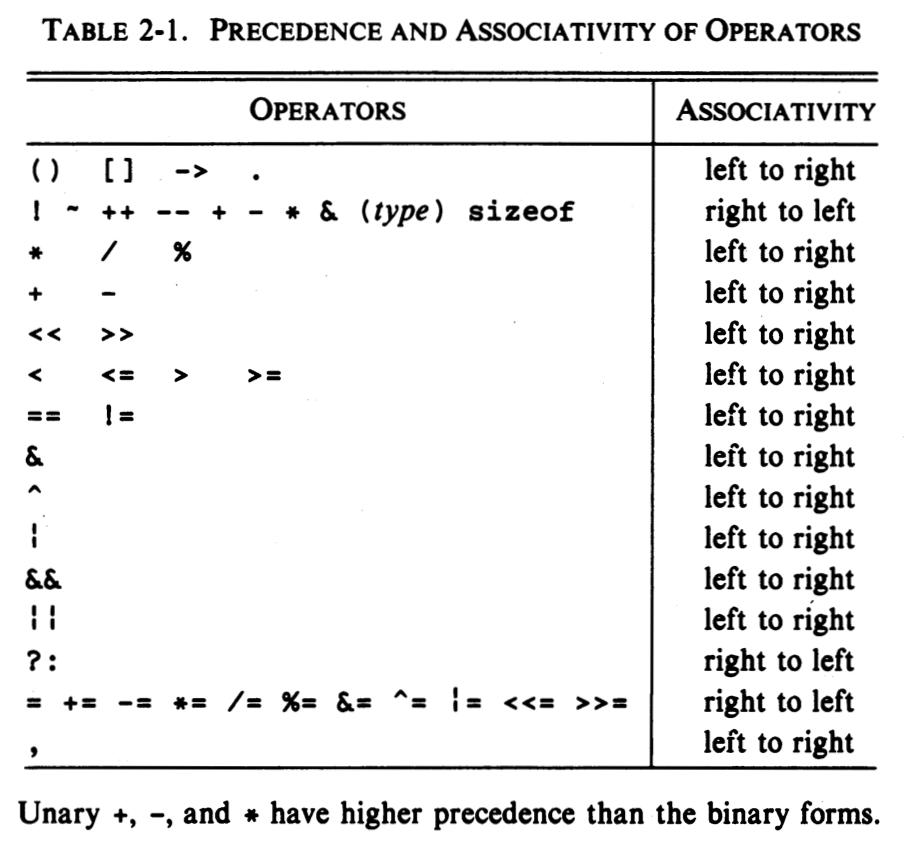 TABLE 2-1. PRECEDENCE AND ASSOCIATIVITY OF OPERATORS
OPERATORS ASSOCIATIVITY
() [] -> . left to right
! ~ ++ -- + - * & (type) sizeof right to left
* / % left to right
+ - left to right
<< >> left to right
< <= > >= left to right
== != left to right
& left to right
^ left to right
¦ left to right
&& left to right
¦¦ left to right
?: right to left
= += -= *= /= %= &= ^= ¦= <<= >>= right to left
, left to right
Unary +, -, and * have higher precedence than the binary forms.